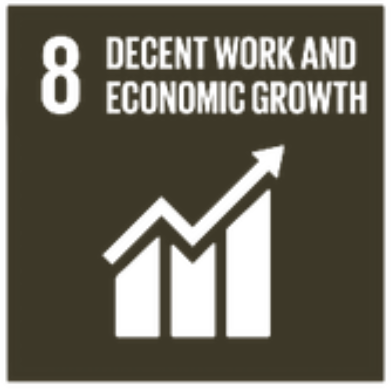 8 DECENT WORK AND
ECONOMIC GROWTH